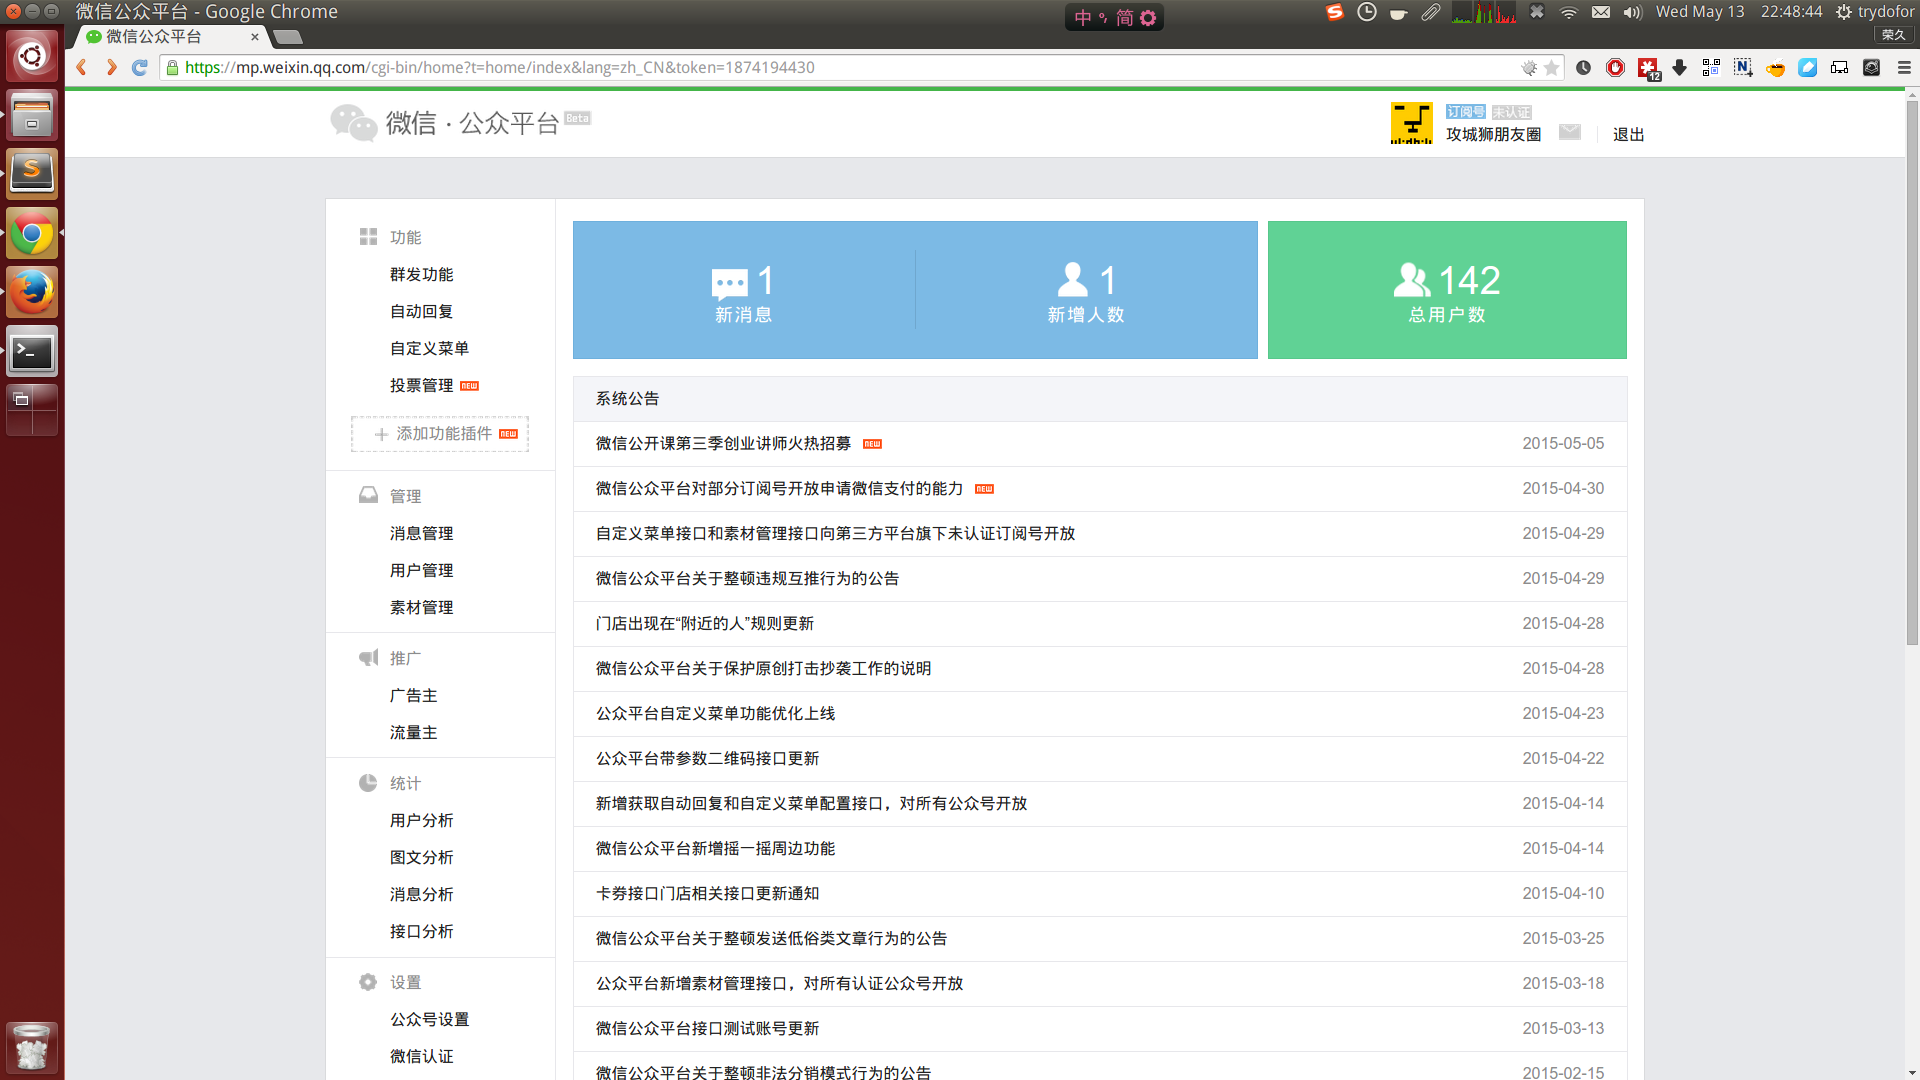 微信公众平台 - Google Chrome
中 °, 简
Wed May 13 22:48:44 trydofor
微信公众平台 ×
荣久
https://mp.weixin.qq.com/cgi-bin/home?t=home/index&lang=zh_CN&token=1874194430
12
微信 · 公众平台 Beta
订阅号 未认证
攻城狮朋友圈
退出
功能
群发功能
自动回复
自定义菜单
投票管理 NEW
添加功能插件 NEW
管理
消息管理
用户管理
素材管理
推广
广告主
流量主
统计
用户分析
图文分析
消息分析
接口分析
设置
公众号设置
微信认证
1
新消息
1
新增人数
142
总用户数
系统公告
微信公开课第三季创业讲师火热招募 NEW 2015-05-05
微信公众平台对部分订阅号开放申请微信支付的能力 NEW 2015-04-30
自定义菜单接口和素材管理接口向第三方平台旗下未认证订阅号开放 2015-04-29
微信公众平台关于整顿违规互推行为的公告 2015-04-29
门店出现在“附近的人”规则更新 2015-04-28
微信公众平台关于保护原创打击抄袭工作的说明 2015-04-28
公众平台自定义菜单功能优化上线 2015-04-23
公众平台带参数二维码接口更新 2015-04-22
新增获取自动回复和自定义菜单配置接口，对所有公众号开放 2015-04-14
微信公众平台新增摇一摇周边功能 2015-04-14
卡券接口门店相关接口更新通知 2015-04-10
微信公众平台关于整顿发送低俗类文章行为的公告 2015-03-25
公众平台新增素材管理接口，对所有认证公众号开放 2015-03-18
微信公众平台接口测试账号更新 2015-03-13
微信公众平台关于整顿非法分销模式行为的公告 2015-02-15